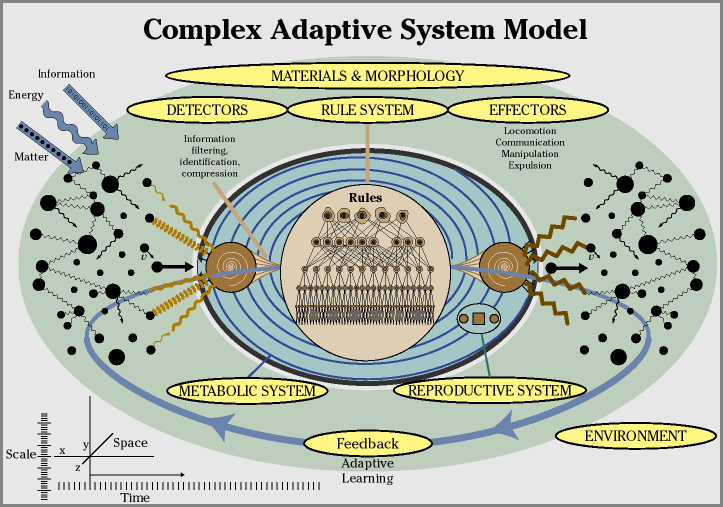 Complex Adaptive System Model
Information
MATERIALS & MORPHOLOGY
Energy
DETECTORS
RULE SYSTEM
EFFECTORS
Matter
Information
filtering,
identification,
compression
Locomotion
Communication
Manipulation
Expulsion
Rules
v
v
METABOLIC SYSTEM
REPRODUCTIVE SYSTEM
Feedback
Adaptive
Learning
ENVIRONMENT
Scale
x
y
z
Space
Time